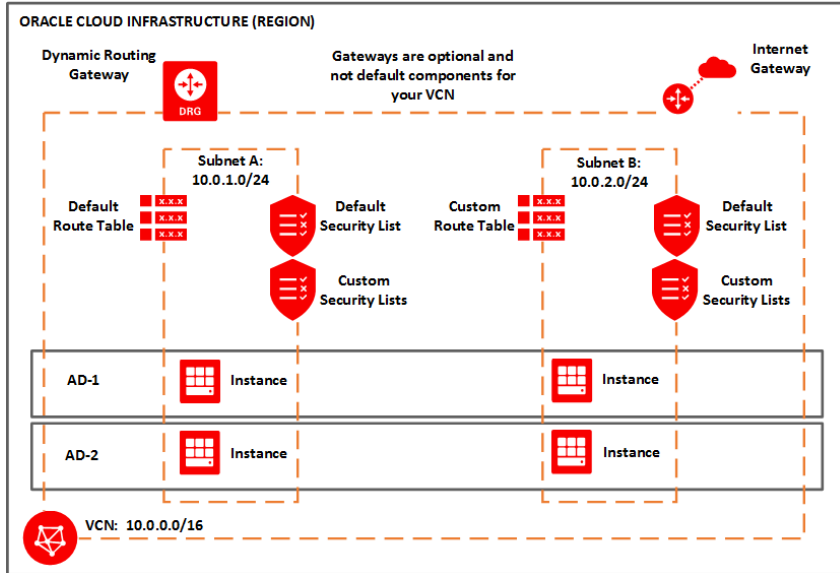 ORACLE CLOUD INFRASTRUCTURE (REGION)
Dynamic Routing
Gateway
DRG
Gateways are optional and
not default components for
your VCN
Internet
Gateway
Subnet A:
10.0.1.0/24
Subnet B:
10.0.2.0/24
Default
Route Table
x.x.x
x.x.x
x.x.x
Default
Security List
Custom
Route Table
x.x.x
x.x.x
x.x.x
Default
Security List
Custom
Security Lists
Custom
Security Lists
AD-1
Instance
Instance
AD-2
Instance
Instance
VCN: 10.0.0.0/16